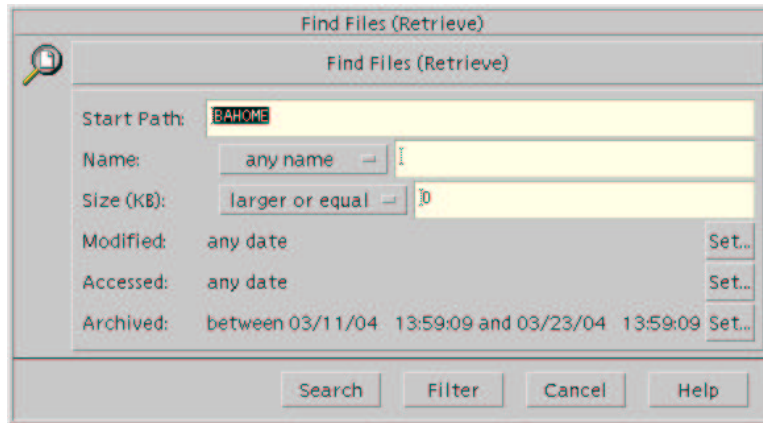 Find Files (Retrieve)
Find Files (Retrieve)
Start Path: BAHOME
Name: any name
Size (KB): larger or equal 0
Modified: any date Set...
Accessed: any date Set...
Archived: between 03/11/04 13:59:09 and 03/23/04 13:59:09 Set...
Search Filter Cancel Help